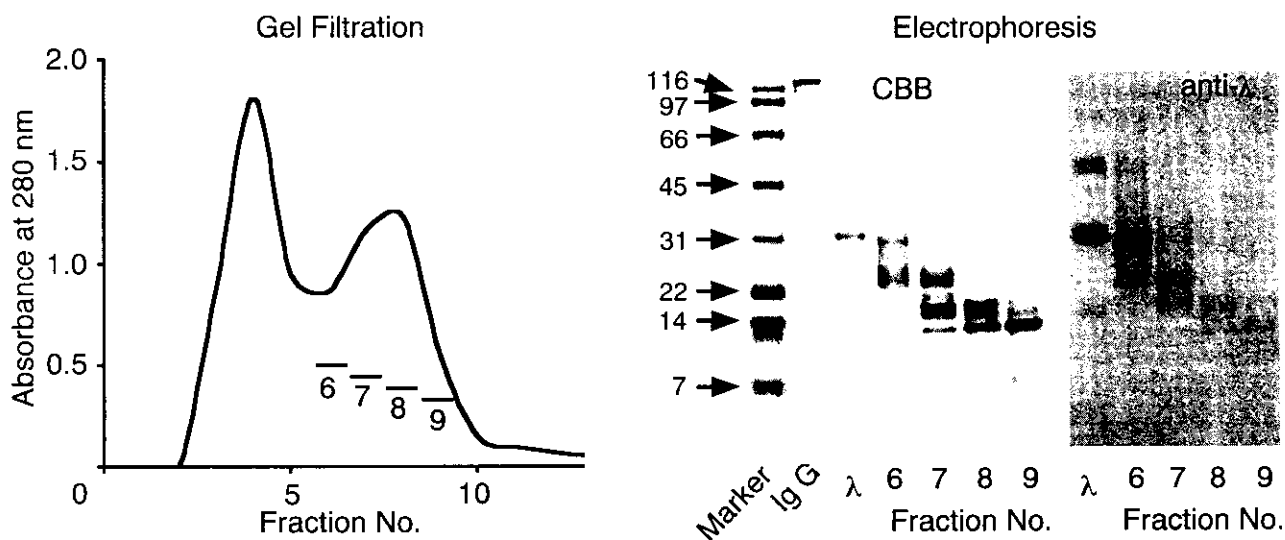 Gel Filtration
Absorbance at 280 nm
2.0
1.5
1.0
0.5
0
5
10
6
7
8
9
Fraction No.
Electrophoresis
116
97
66
45
31
22
14
7
CBB
anti-λ
Marker
Ig G
λ 6 7 8 9
Fraction No.
λ 6 7 8 9
Fraction No.